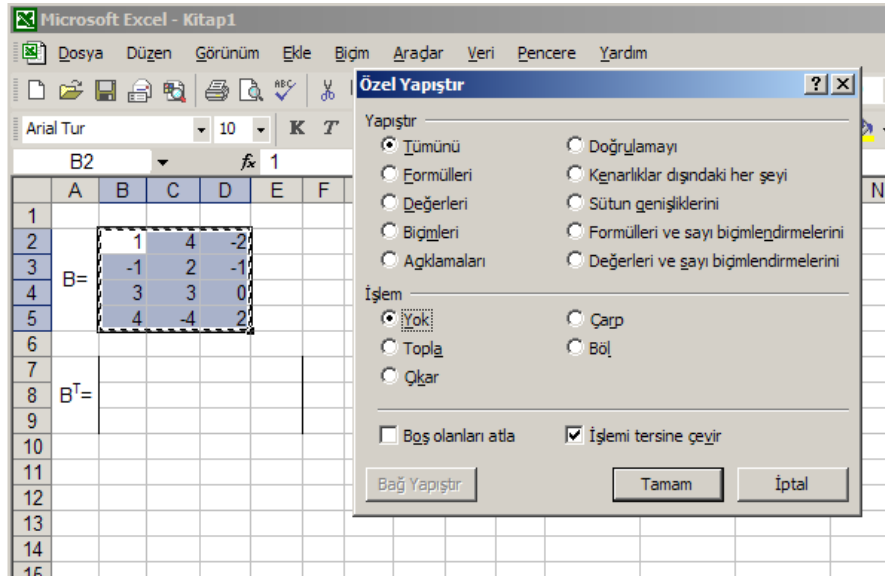 Microsoft Excel - Kitap1
Dosya Düzen Görünüm Ekle Biçim Araçlar Veri Pencere Yardım
ABC
Özel Yapıştır ? X
Arial Tur 10 K T
B2 fx 1
A B C D E F N
1
2 1 4 -2
3 -1 2 -1
B=
4 3 3 0
5 4 -4 2
6
7
8 Bᵀ=
9
10
11
12
13
14
15
Yapıştır
Tümünü Doğrulamayı
Formülleri Kenarlıklar dışındaki her şeyi
Değerleri Sütun genişliklerini
Biçimleri Formülleri ve sayı biçimlendirmelerini
Açıklamaları Değerleri ve sayı biçimlendirmelerini
İşlem
Yok Çarp
Topla Böl
Çıkar
Boş olanları atla İşlemi tersine çevir
Bağ Yapıştır Tamam İptal